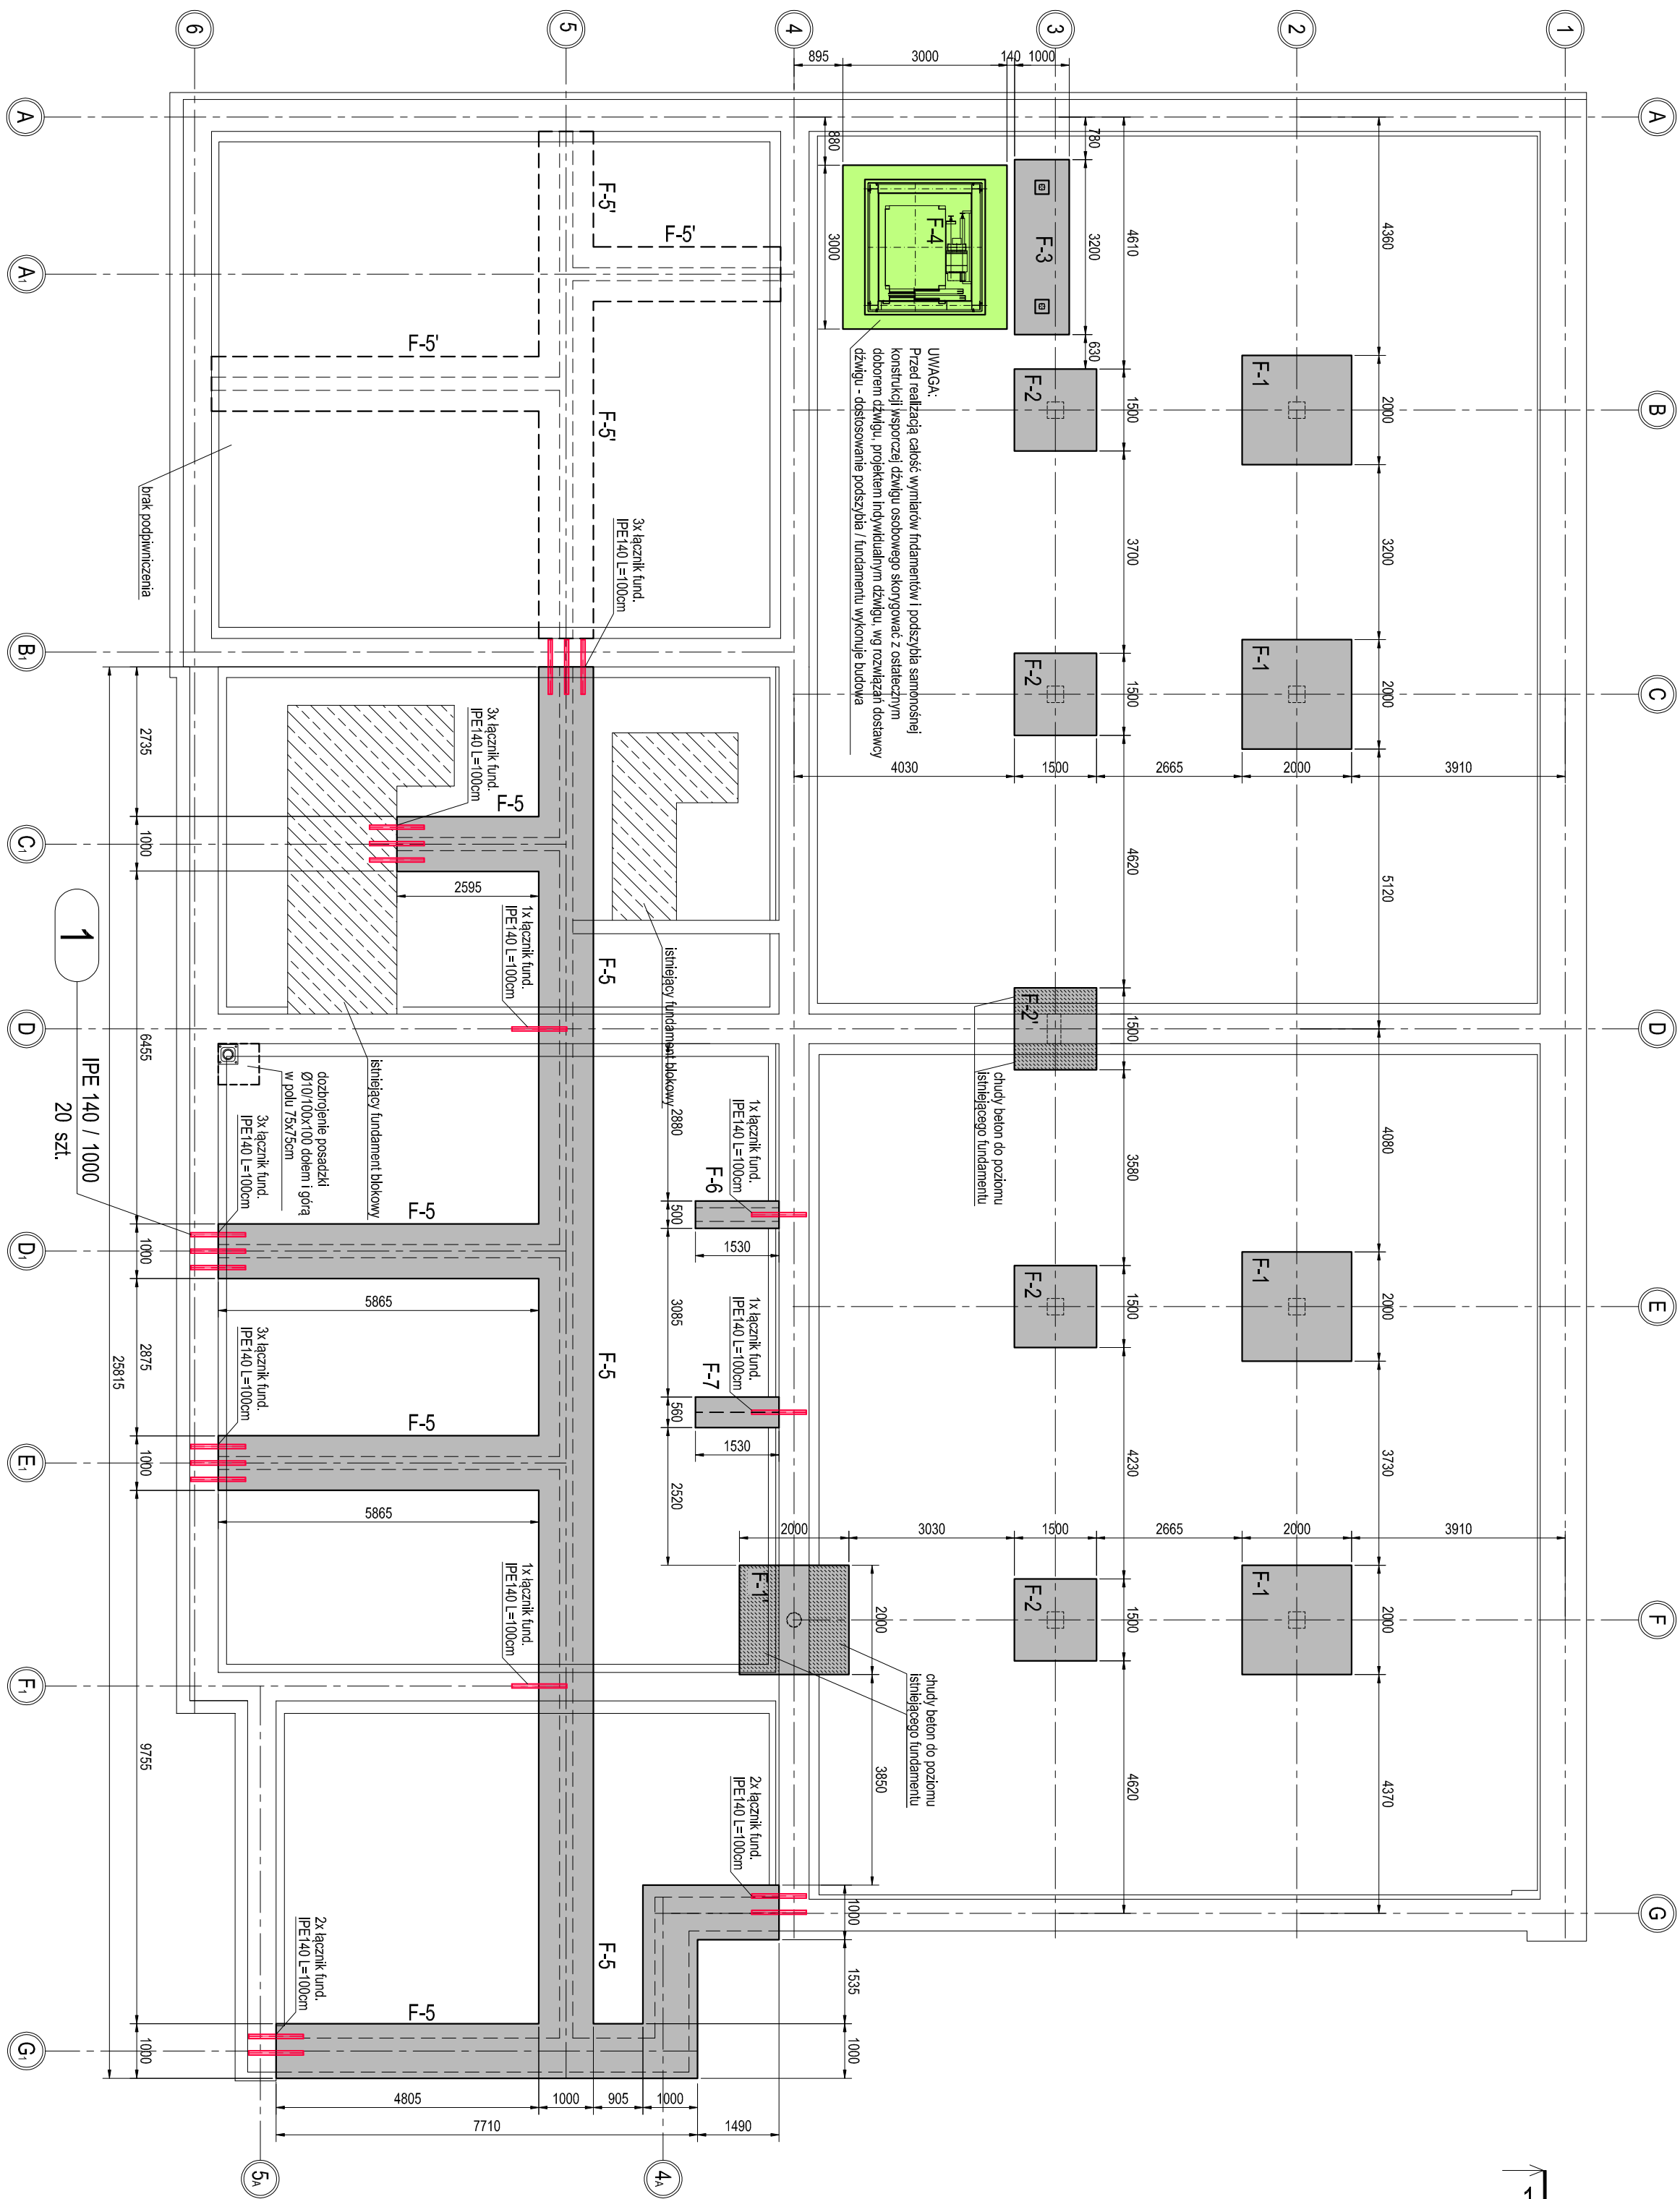 6
5
4
3
2
1
895
3000
140
1000
A
A
880
780
3000
3200
4610
4360
F-5'
F-5'
F-4
F-3
A1
630
F-5'
F-5'
F-2
1500
F-1
2000
B
B
UWAGA:
Przed realizacją całość wymiarów fndamentów i podszybia samonośnej
konstrukcji wsporczej dźwigu osobowego skorygować z ostatecznym
doborem dźwigu, projektem indywidualnym dźwigu, wg rozwiązań dostawcy
dźwigu - dostosowanie podszybia / fundamentu wykonuje budowa
brak podpiwniczenia
3x łącznik fund.
IPE140 L=100cm
3700
3200
B1
F-2
1500
F-1
2000
C
C
2735
3x łącznik fund.
IPE140 L=100cm
4030
1500
2665
2000
3910
F-5
C1
1000
2595
4620
5120
1x łącznik fund.
IPE140 L=100cm
F-5
istniejący fundament blokowy
1
IPE 140 / 1000
20 szt.
D
6455
F-2'
1500
D
istniejący fundament blokowy
chudy beton do poziomu
istniejącego fundamentu
dozbrojenie posadzki
Ø10/100x100 dołem i górą
w polu 75x75cm
2880
1x łącznik fund.
IPE140 L=100cm
3x łącznik fund.
IPE140 L=100cm
3580
4080
F-6
500
1530
F-5
D1
1000
5865
F-2
1500
F-1
2000
E
E
3085
1x łącznik fund.
IPE140 L=100cm
3x łącznik fund.
IPE140 L=100cm
2875
25815
F-5
F-7
560
1530
F-5
E1
1000
5865
4230
3730
2520
2000
3030
1500
2665
2000
3910
1x łącznik fund.
IPE140 L=100cm
F-1'
2000
F-2
1500
F-1
2000
F
F
F1
chudy beton do poziomu
istniejącego fundamentu
9755
3850
4620
4370
2x łącznik fund.
IPE140 L=100cm
1000
G
2x łącznik fund.
IPE140 L=100cm
F-5
1535
F-5
G1
1000
1000
4805
1000
905
1000
7710
1490
5A
4A
1